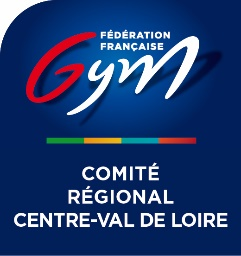 FÉDÉRATION
FRANÇAISE
Gym
COMITÉ
RÉGIONAL
CENTRE-VAL DE LOIRE